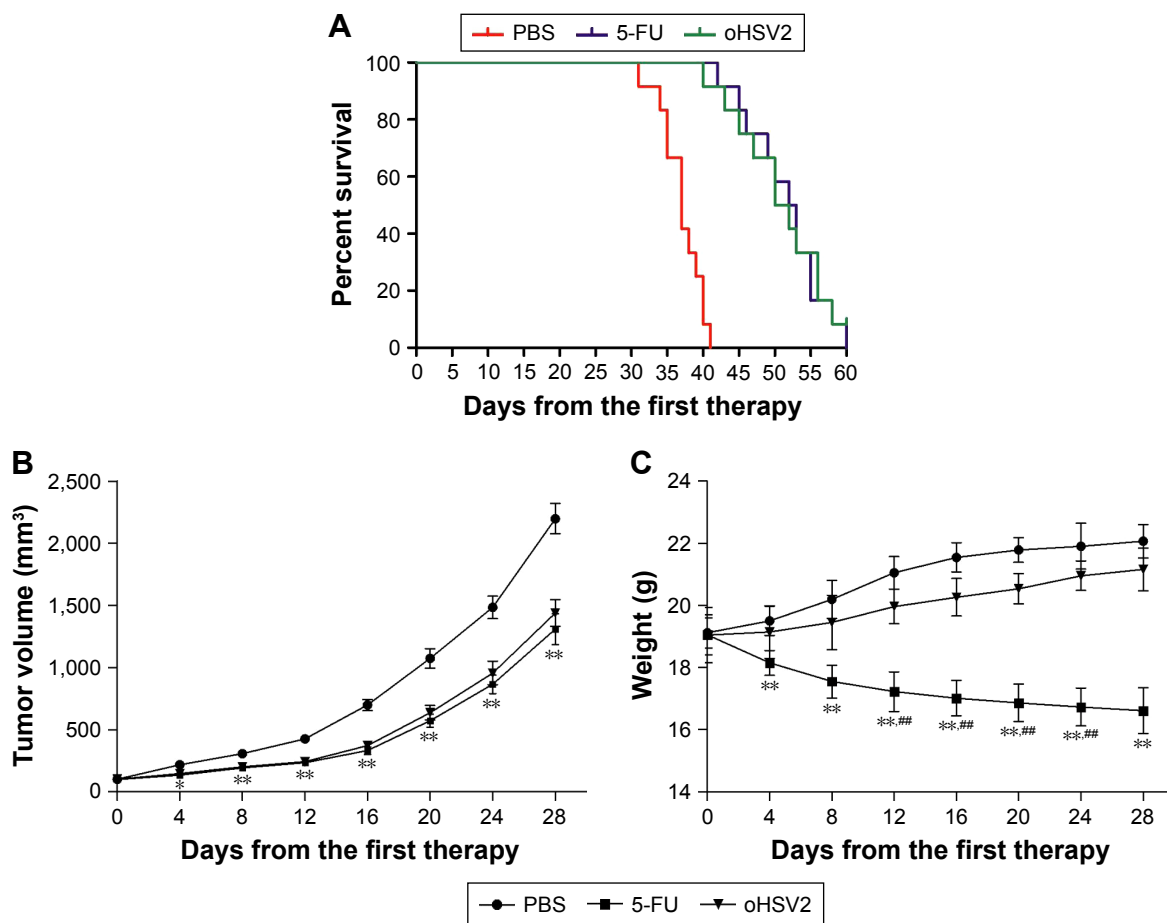 A
PBS 5-FU oHSV2
100
80
60
40
20
0
Percent survival
0 5 10 15 20 25 30 35 40 45 50 55 60
Days from the first therapy
B
2,500
2,000
1,500
1,000
500
0
Tumor volume (mm³)
* ** ** ** ** ** **
0 4 8 12 16 20 24 28
Days from the first therapy
C
24
22
20
18
16
14
Weight (g)
** ** **,## **,## **,## **,## **
0 4 8 12 16 20 24 28
Days from the first therapy
PBS 5-FU oHSV2